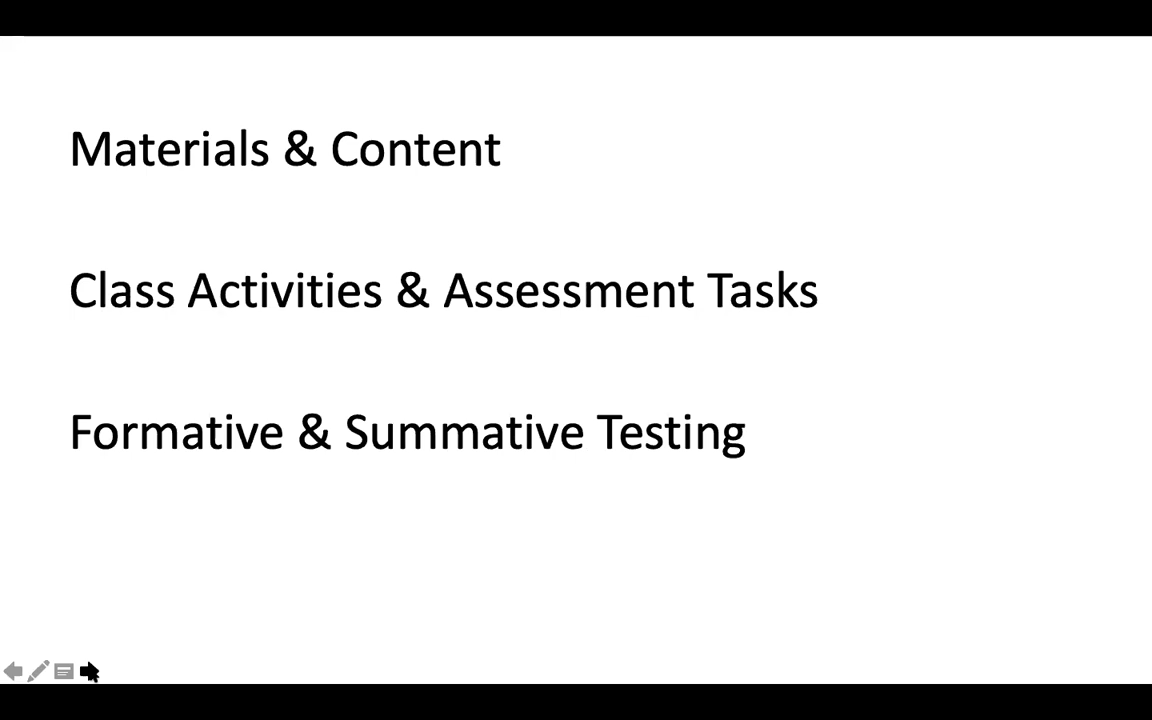 Materials & Content
Class Activities & Assessment Tasks
Formative & Summative Testing